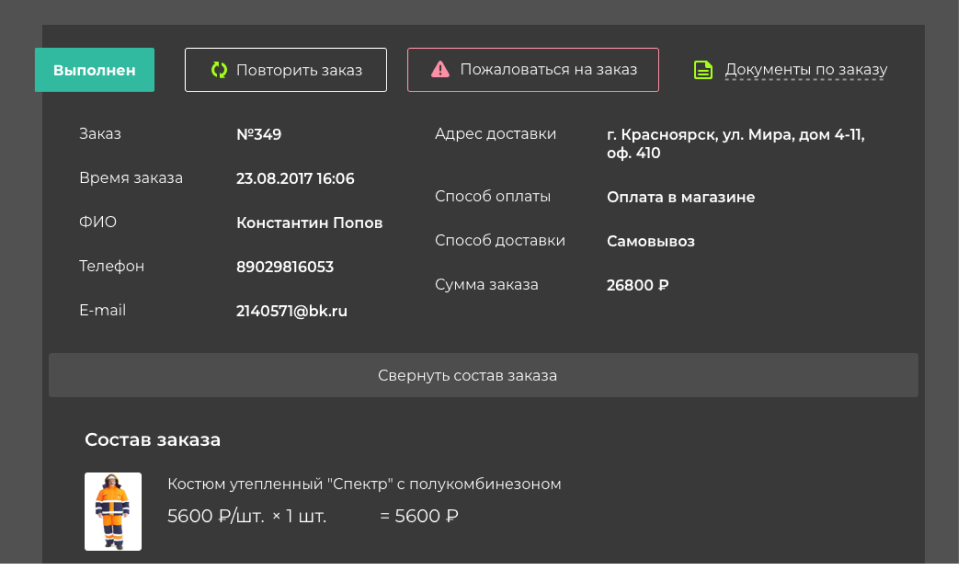 Выполнен
Повторить заказ
Пожаловаться на заказ
Документы по заказу
Заказ №349
Время заказа 23.08.2017 16:06
ФИО Константин Попов
Телефон 89029816053
E-mail 2140571@bk.ru
Адрес доставки г. Красноярск, ул. Мира, дом 4-11,
оф. 410
Способ оплаты Оплата в магазине
Способ доставки Самовывоз
Сумма заказа 26800 ₽
Свернуть состав заказа
Состав заказа
Костюм утепленный "Спектр" с полукомбинезоном
5600 ₽/шт. × 1 шт. = 5600 ₽